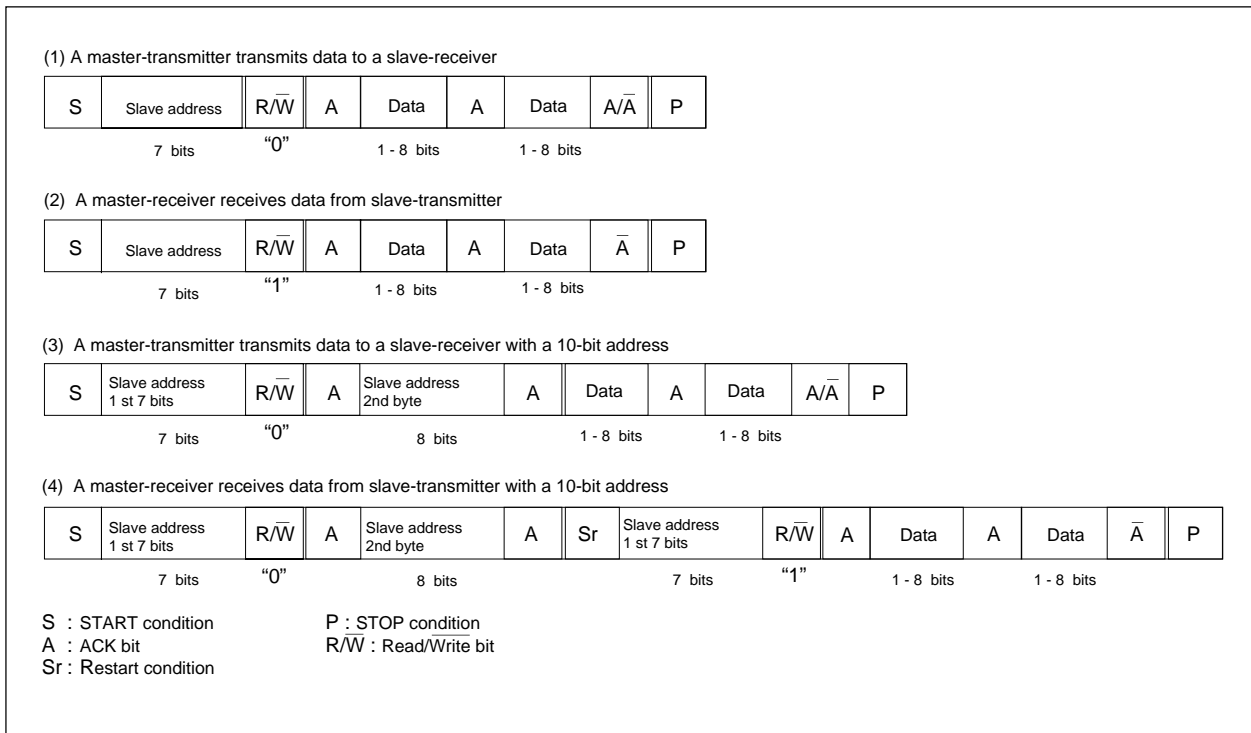 (1) A master-transmitter transmits data to a slave-receiver
S Slave address R/W̅ A Data A Data A/A̅ P
7 bits “0” 1 - 8 bits 1 - 8 bits
(2) A master-receiver receives data from slave-transmitter
S Slave address R/W̅ A Data A Data A̅ P
7 bits “1” 1 - 8 bits 1 - 8 bits
(3) A master-transmitter transmits data to a slave-receiver with a 10-bit address
S Slave address 1 st 7 bits R/W̅ A Slave address 2nd byte A Data A Data A/A̅ P
7 bits “0” 8 bits 1 - 8 bits 1 - 8 bits
(4) A master-receiver receives data from slave-transmitter with a 10-bit address
S Slave address 1 st 7 bits R/W̅ A Slave address 2nd byte A Sr Slave address 1 st 7 bits R/W̅ A Data A Data A̅ P
7 bits “0” 8 bits 7 bits “1” 1 - 8 bits 1 - 8 bits
S : START condition P : STOP condition
A : ACK bit R/W̅ : Read/W̅r̅i̅t̅e̅ bit
Sr : Restart condition